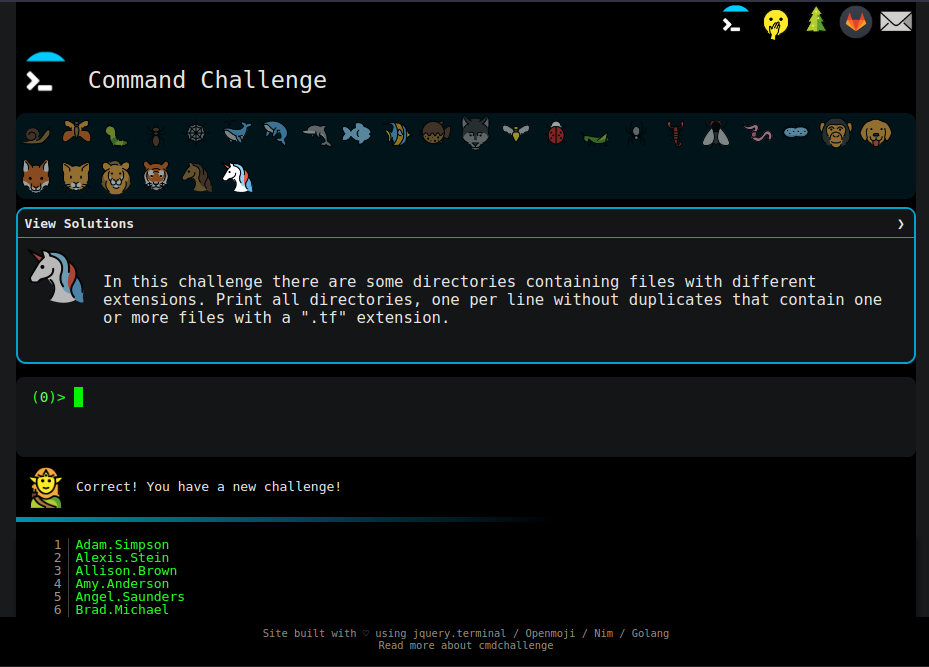 Command Challenge
View Solutions
In this challenge there are some directories containing files with different
extensions. Print all directories, one per line without duplicates that contain one
or more files with a ".tf" extension.
(0)>
Correct! You have a new challenge!
1 Adam.Simpson
2 Alexis.Stein
3 Allison.Brown
4 Amy.Anderson
5 Angel.Saunders
6 Brad.Michael
Site built with ♡ using jquery.terminal / Openmoji / Nim / Golang
Read more about cmdchallenge